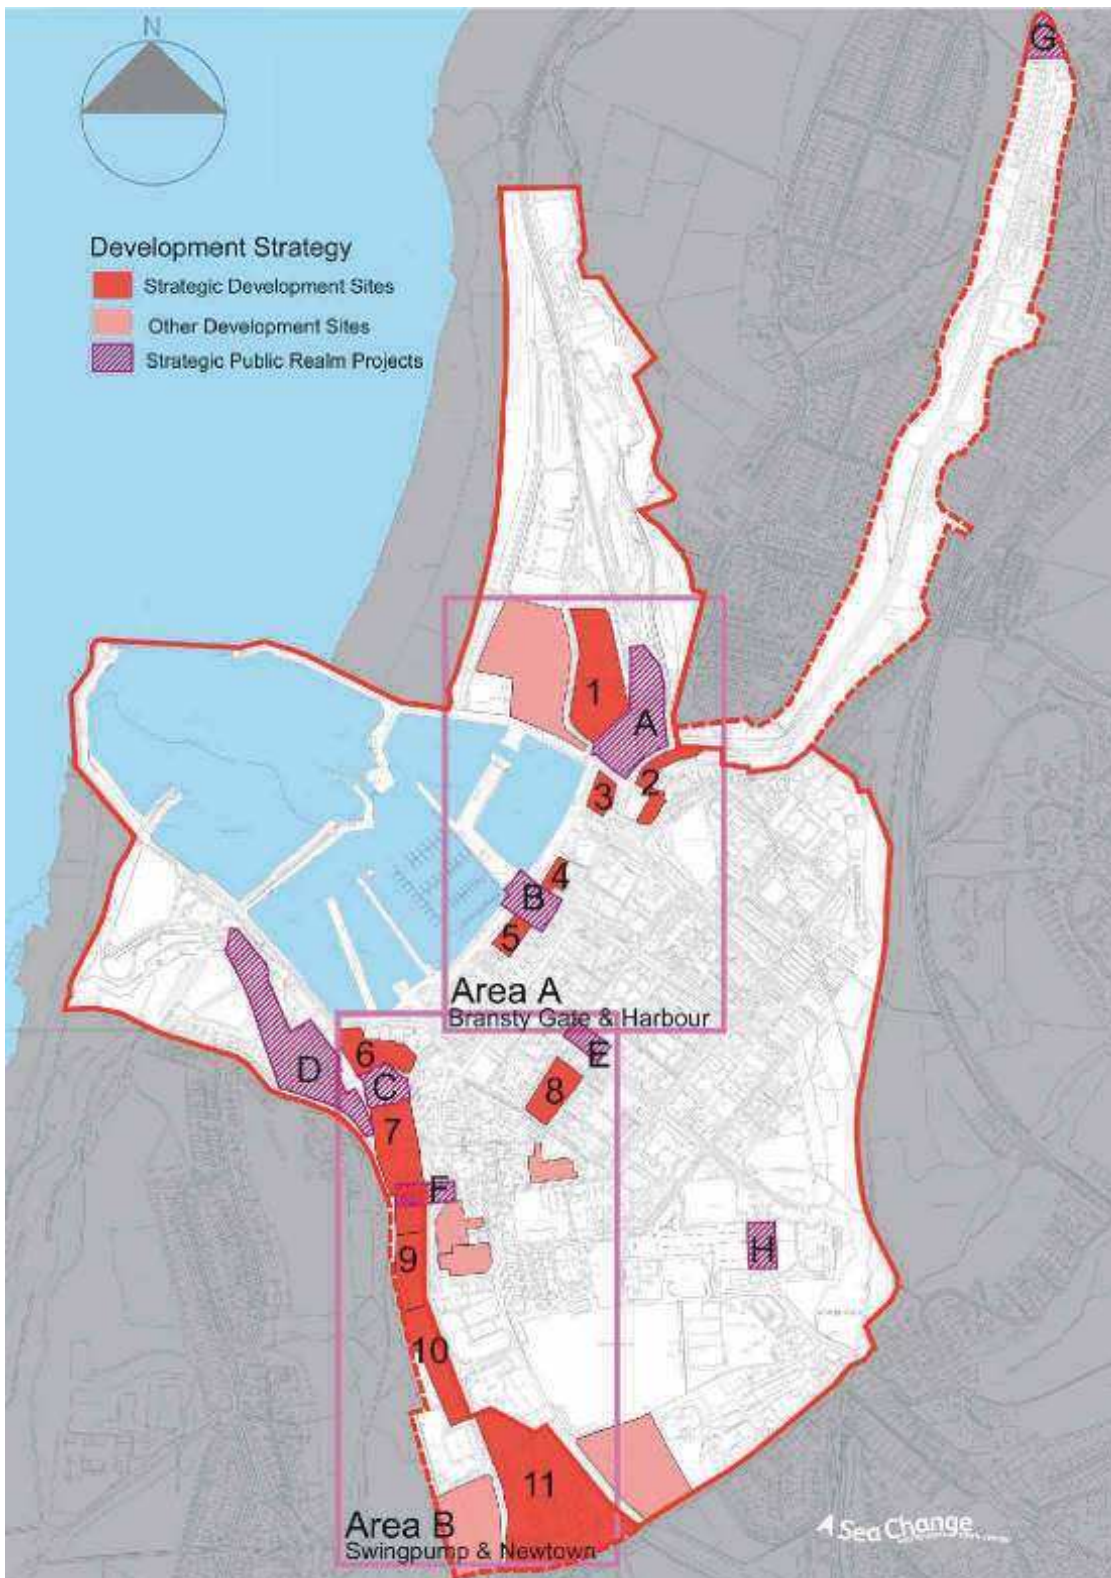 N
G
Development Strategy
Strategic Development Sites
Other Development Sites
Strategic Public Realm Projects
1
A
2
3
4
B
5
Area A
Bransty Gate & Harbour
6
E
D
C
8
7
F
9
H
10
11
Area B
Swingpump & Newtown
A Sea Change